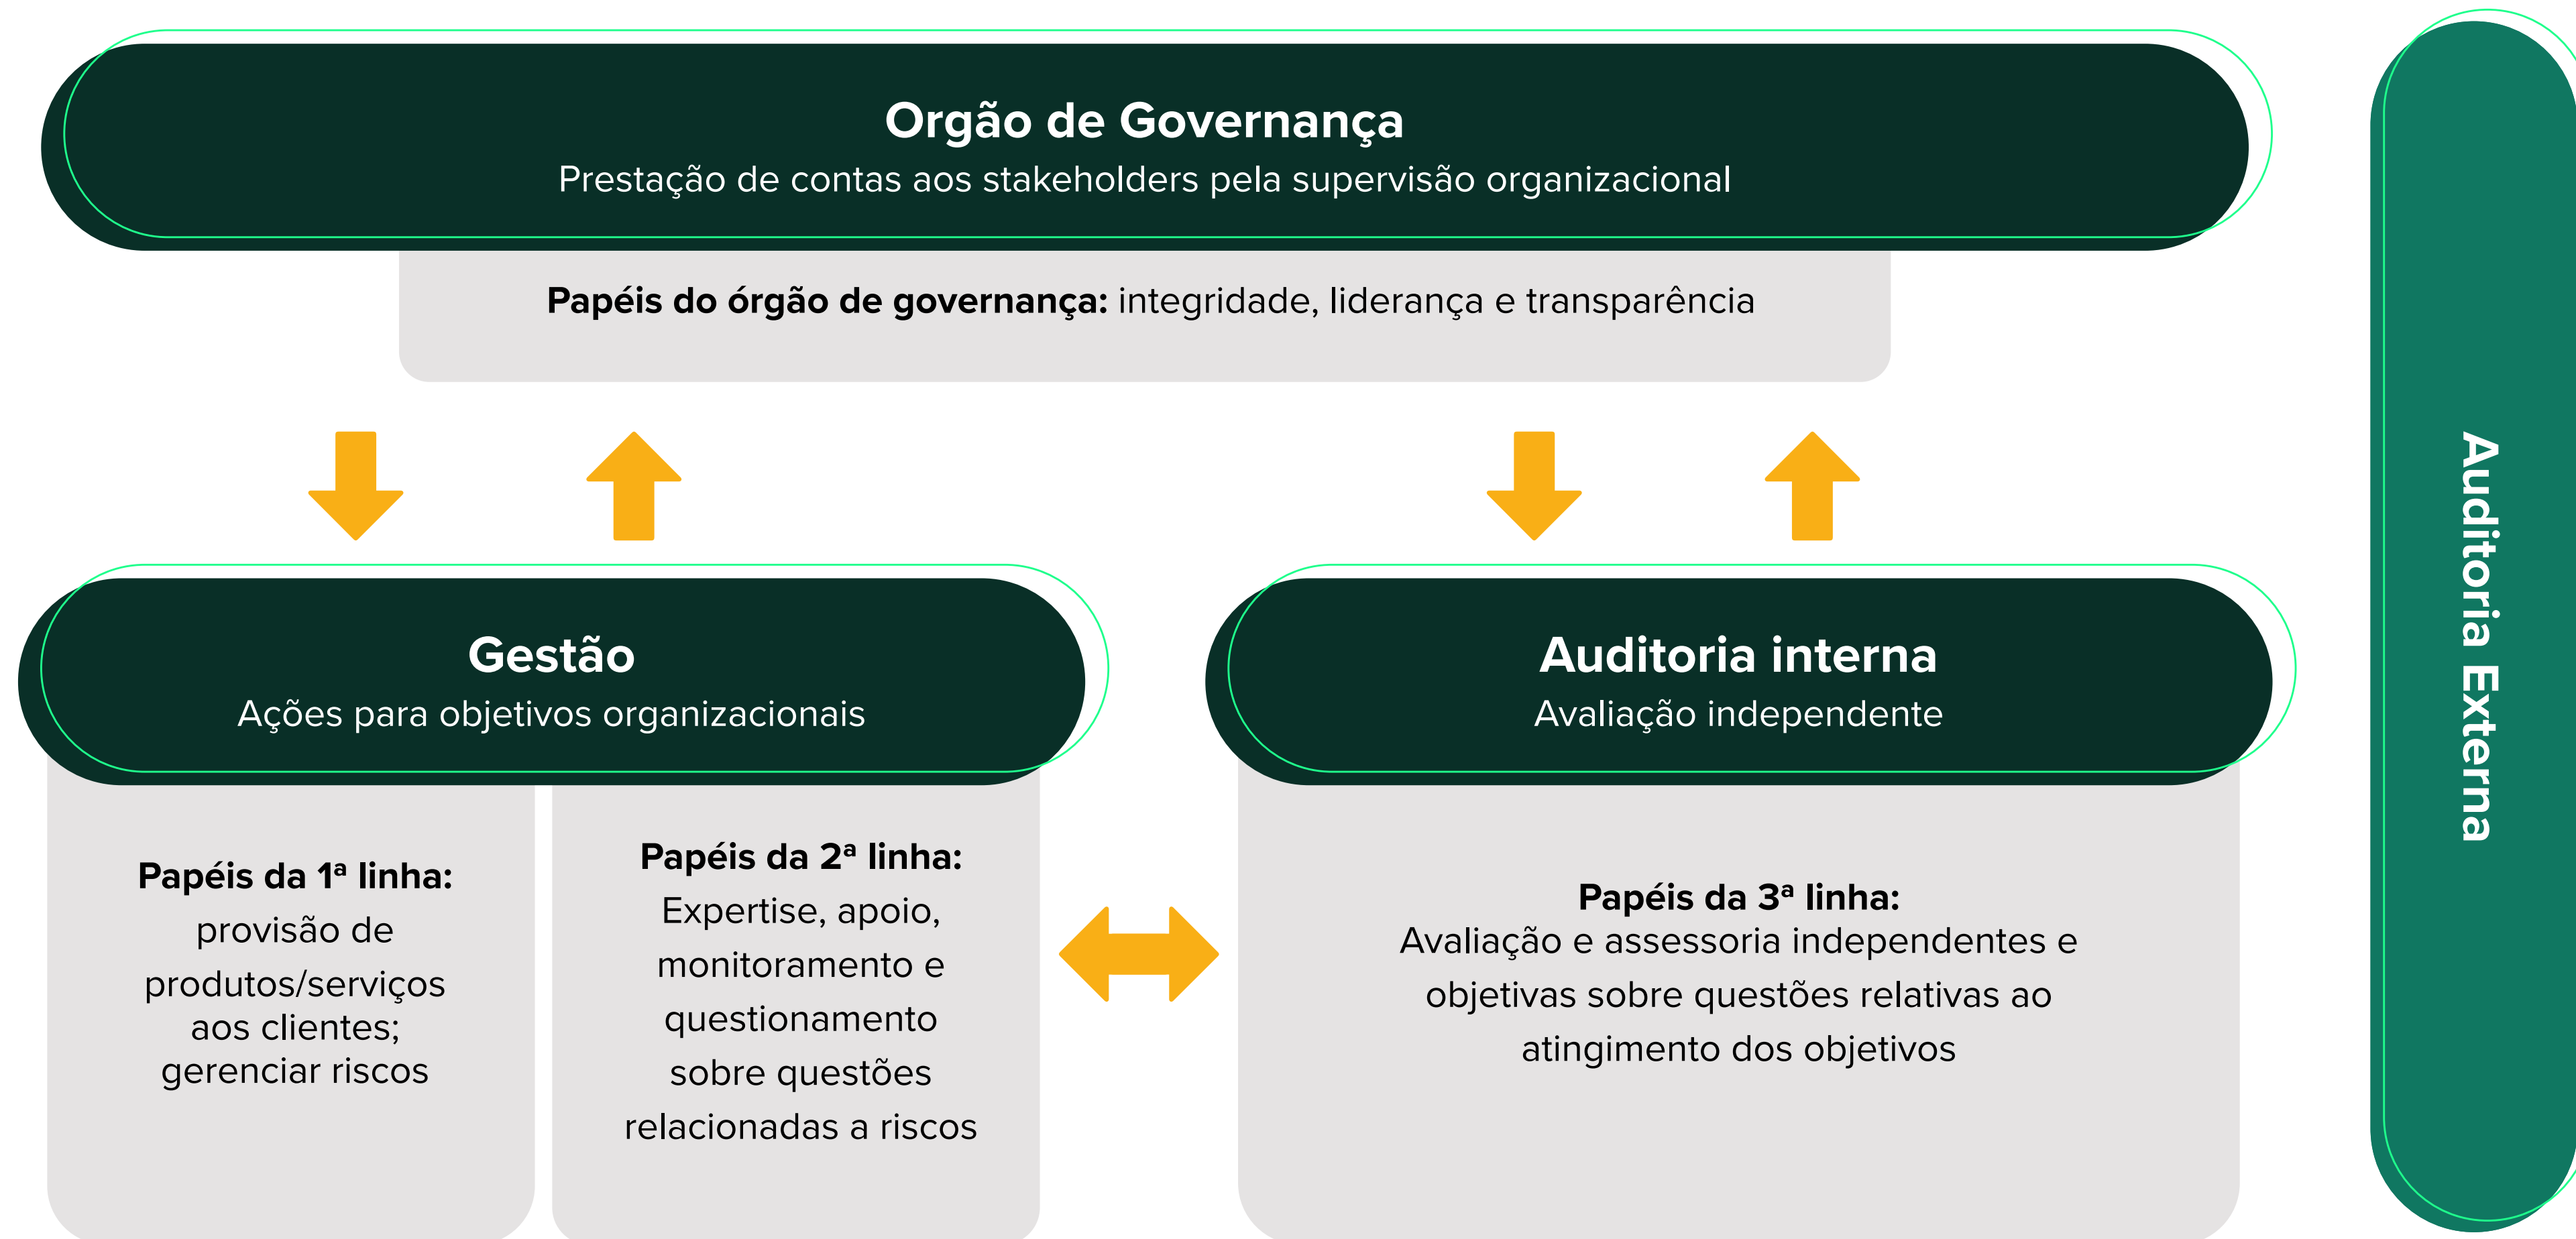 Orgão de Governança
Prestação de contas aos stakeholders pela supervisão organizacional
Papéis do órgão de governança: integridade, liderança e transparência
Gestão
Ações para objetivos organizacionais
Papéis da 1ª linha:
provisão de
produtos/serviços
aos clientes;
gerenciar riscos
Papéis da 2ª linha:
Expertise, apoio,
monitoramento e
questionamento
sobre questões
relacionadas a riscos
Auditoria interna
Avaliação independente
Papéis da 3ª linha:
Avaliação e assessoria independentes e
objetivas sobre questões relativas ao
atingimento dos objetivos
Auditoria Externa